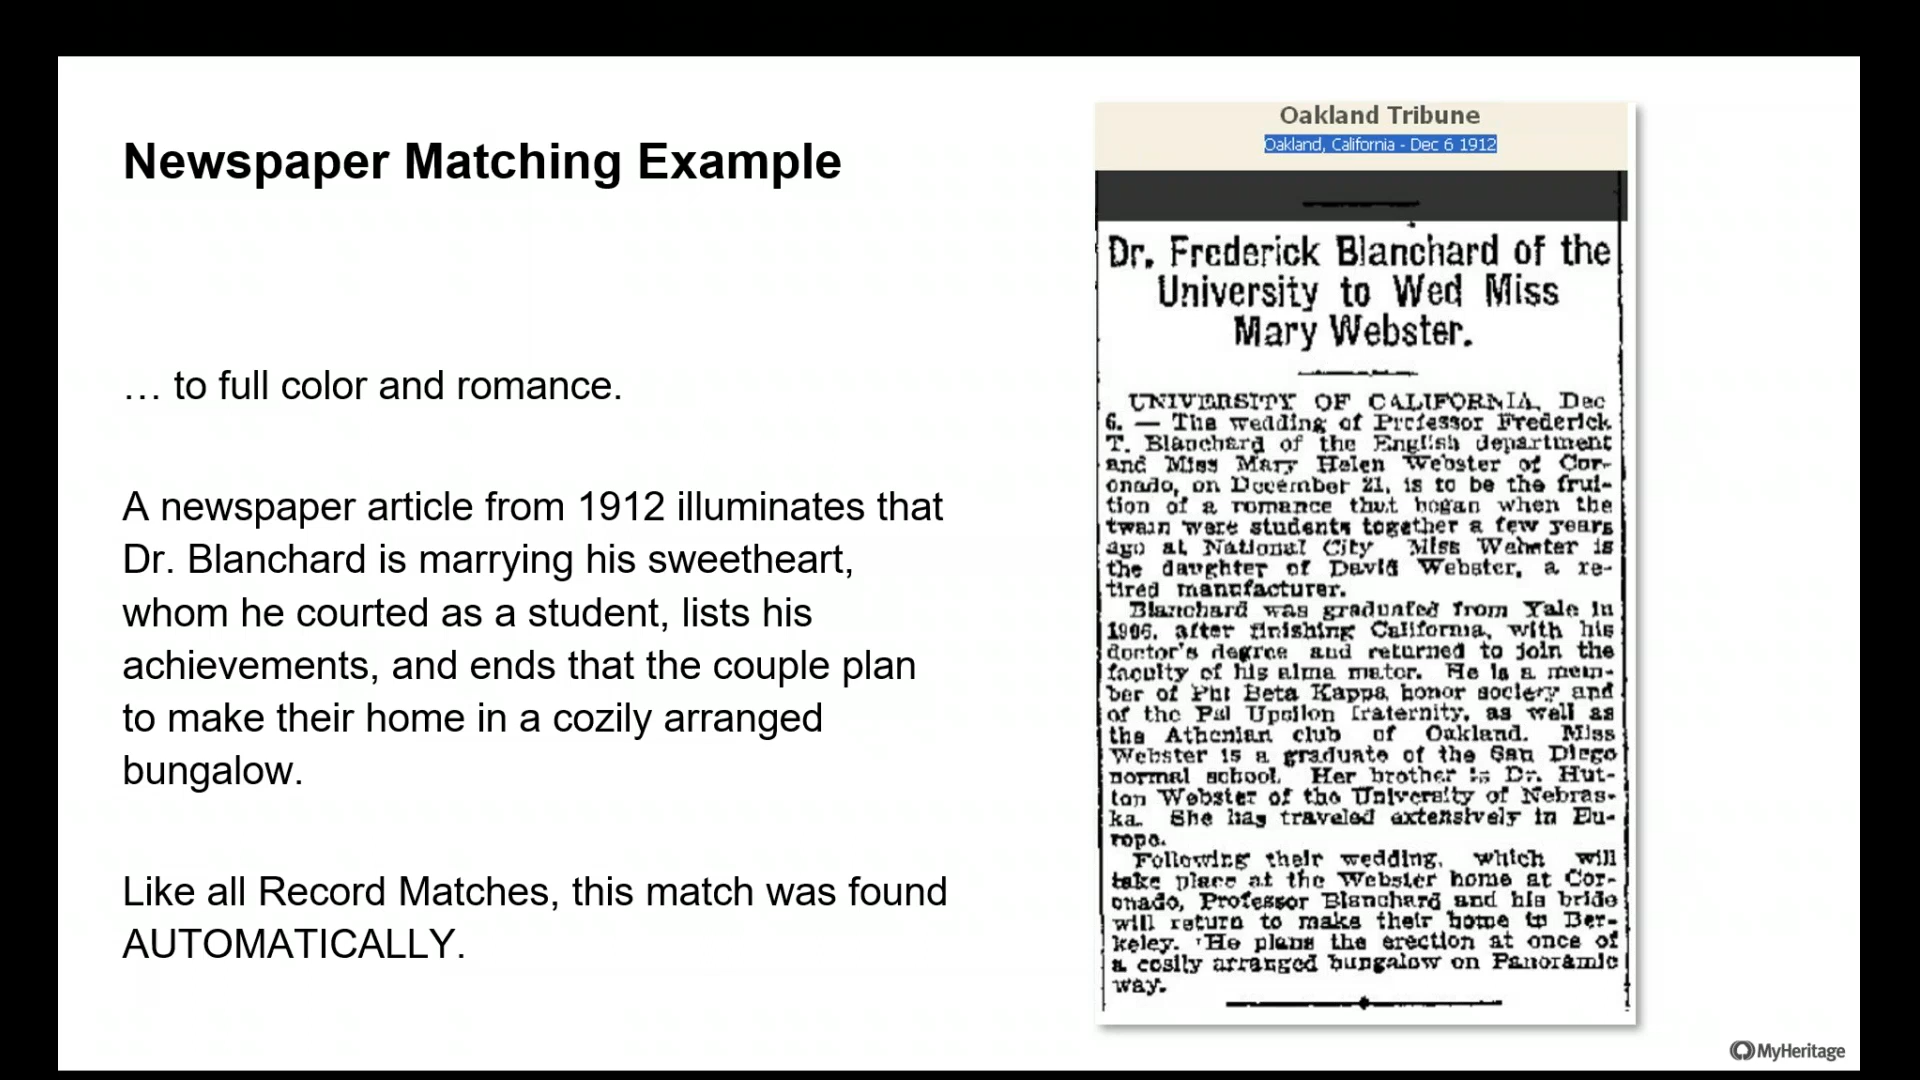 Newspaper Matching Example
… to full color and romance.
A newspaper article from 1912 illuminates that
Dr. Blanchard is marrying his sweetheart,
whom he courted as a student, lists his
achievements, and ends that the couple plan
to make their home in a cozily arranged
bungalow.
Like all Record Matches, this match was found
AUTOMATICALLY.
Oakland Tribune
Oakland, California - Dec 6 1912
Dr. Frederick Blanchard of the
University to Wed Miss
Mary Webster.
UNIVERSITY OF CALIFORNIA, Dec
6. — The wedding of Professor Frederick
T. Blanchard of the English department
and Miss Mary Helen Webster of Cor-
onado, on December 21, is to be the frui-
tion of a romance that began when the
twain were students together a few years
ago at National City Miss Webster is
the daughter of David Webster, a re-
tired manufacturer.
Blanchard was graduated from Yale in
1906, after finishing California, with his
doctor's degree and returned to join the
faculty of his alma mater. He is a mem-
ber of Phi Beta Kappa honor society and
of the Psi Upsilon fraternity, as well as
the Athenian club of Oakland. Miss
Webster is a graduate of the San Diego
normal school. Her brother is Dr. Hut-
ton Webster of the University of Nebras-
ka. She has traveled extensively in Eu-
rope.
Following their wedding, which will
take place at the Webster home at Cor-
onado, Professor Blanchard and his bride
will return to make their home in Ber-
keley. He plans the erection at once of
a cosily arranged bungalow on Panoramic
way.
MyHeritage